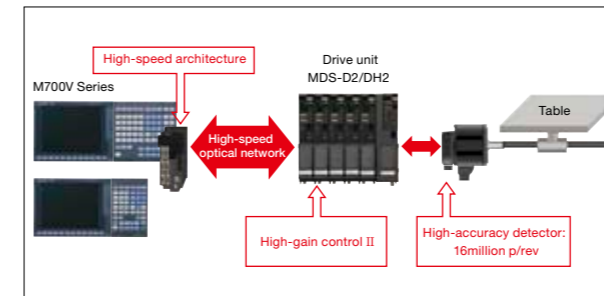 High-speed architecture
M700V Series
Drive unit
MDS-D2/DH2
Table
High-speed
optical network
High-gain control II
High-accuracy detector:
16million p/rev